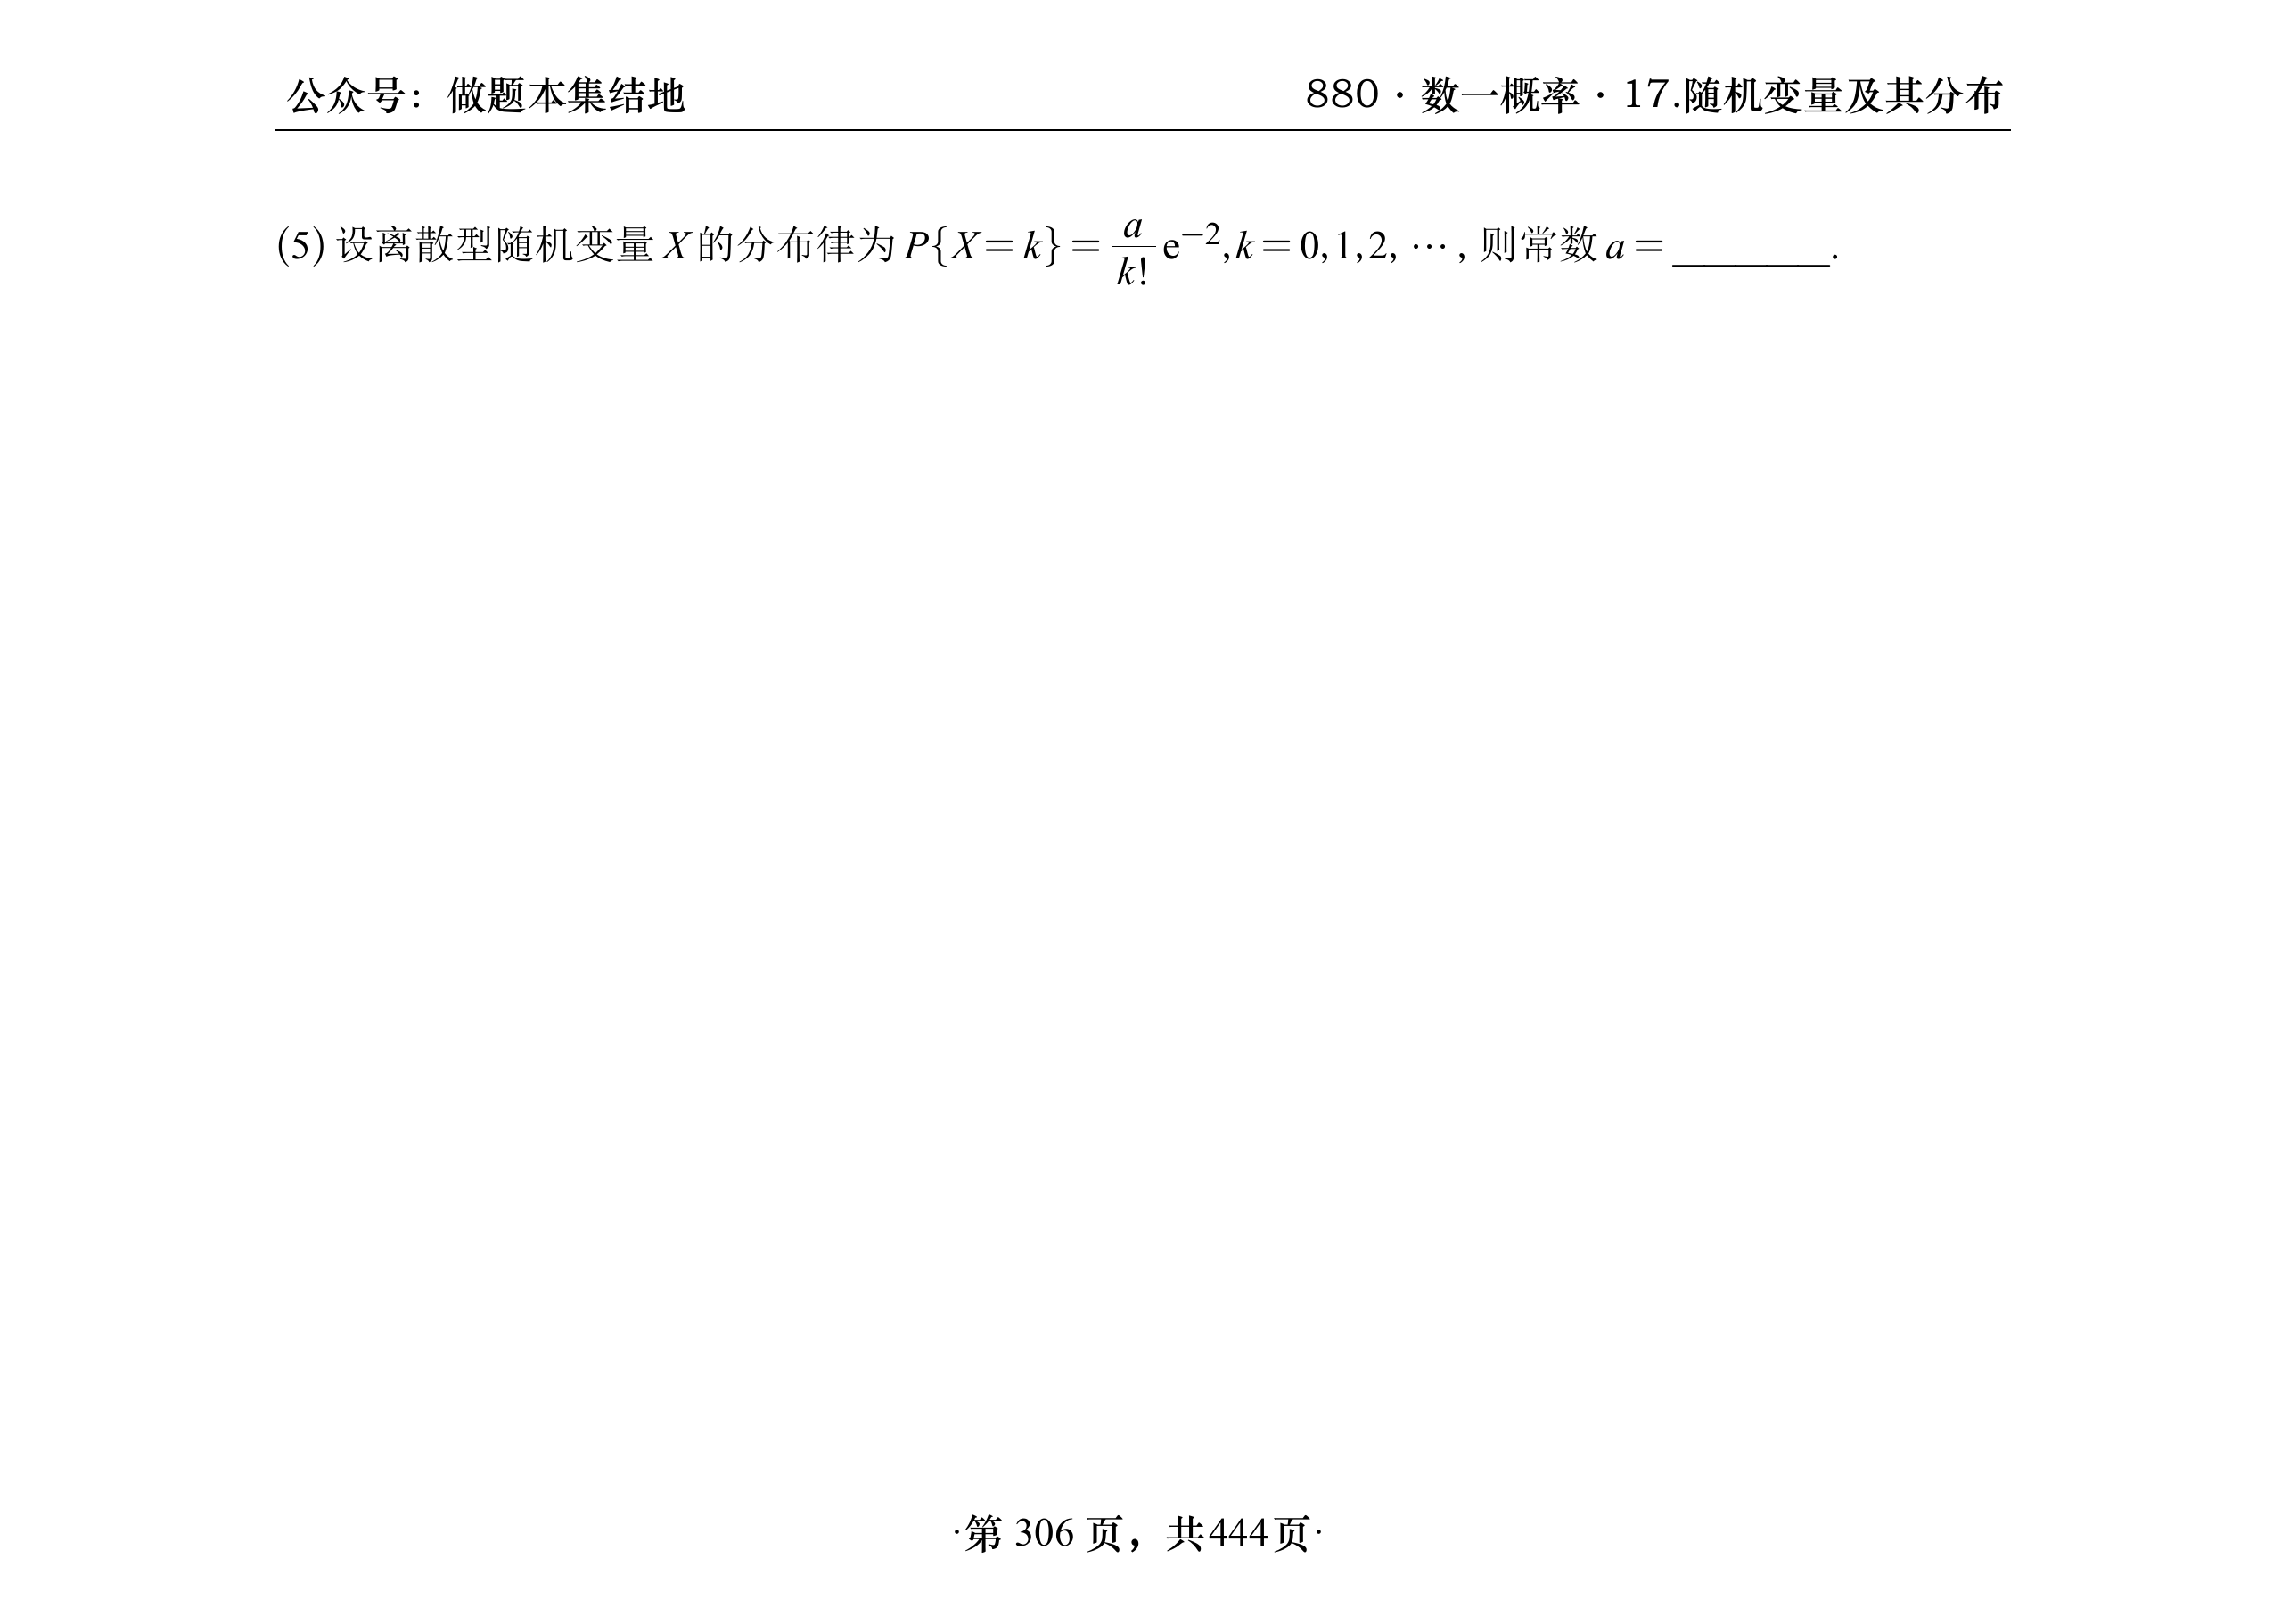 公众号：做题本集结地
880 · 数一概率 · 17.随机变量及其分布
(5) 设离散型随机变量 X 的分布律为 P{X = k} = \frac{a}{k!} e^{-2}, k = 0,1,2, ⋯, 则常数 a = ________.
·第 306 页，共444页·